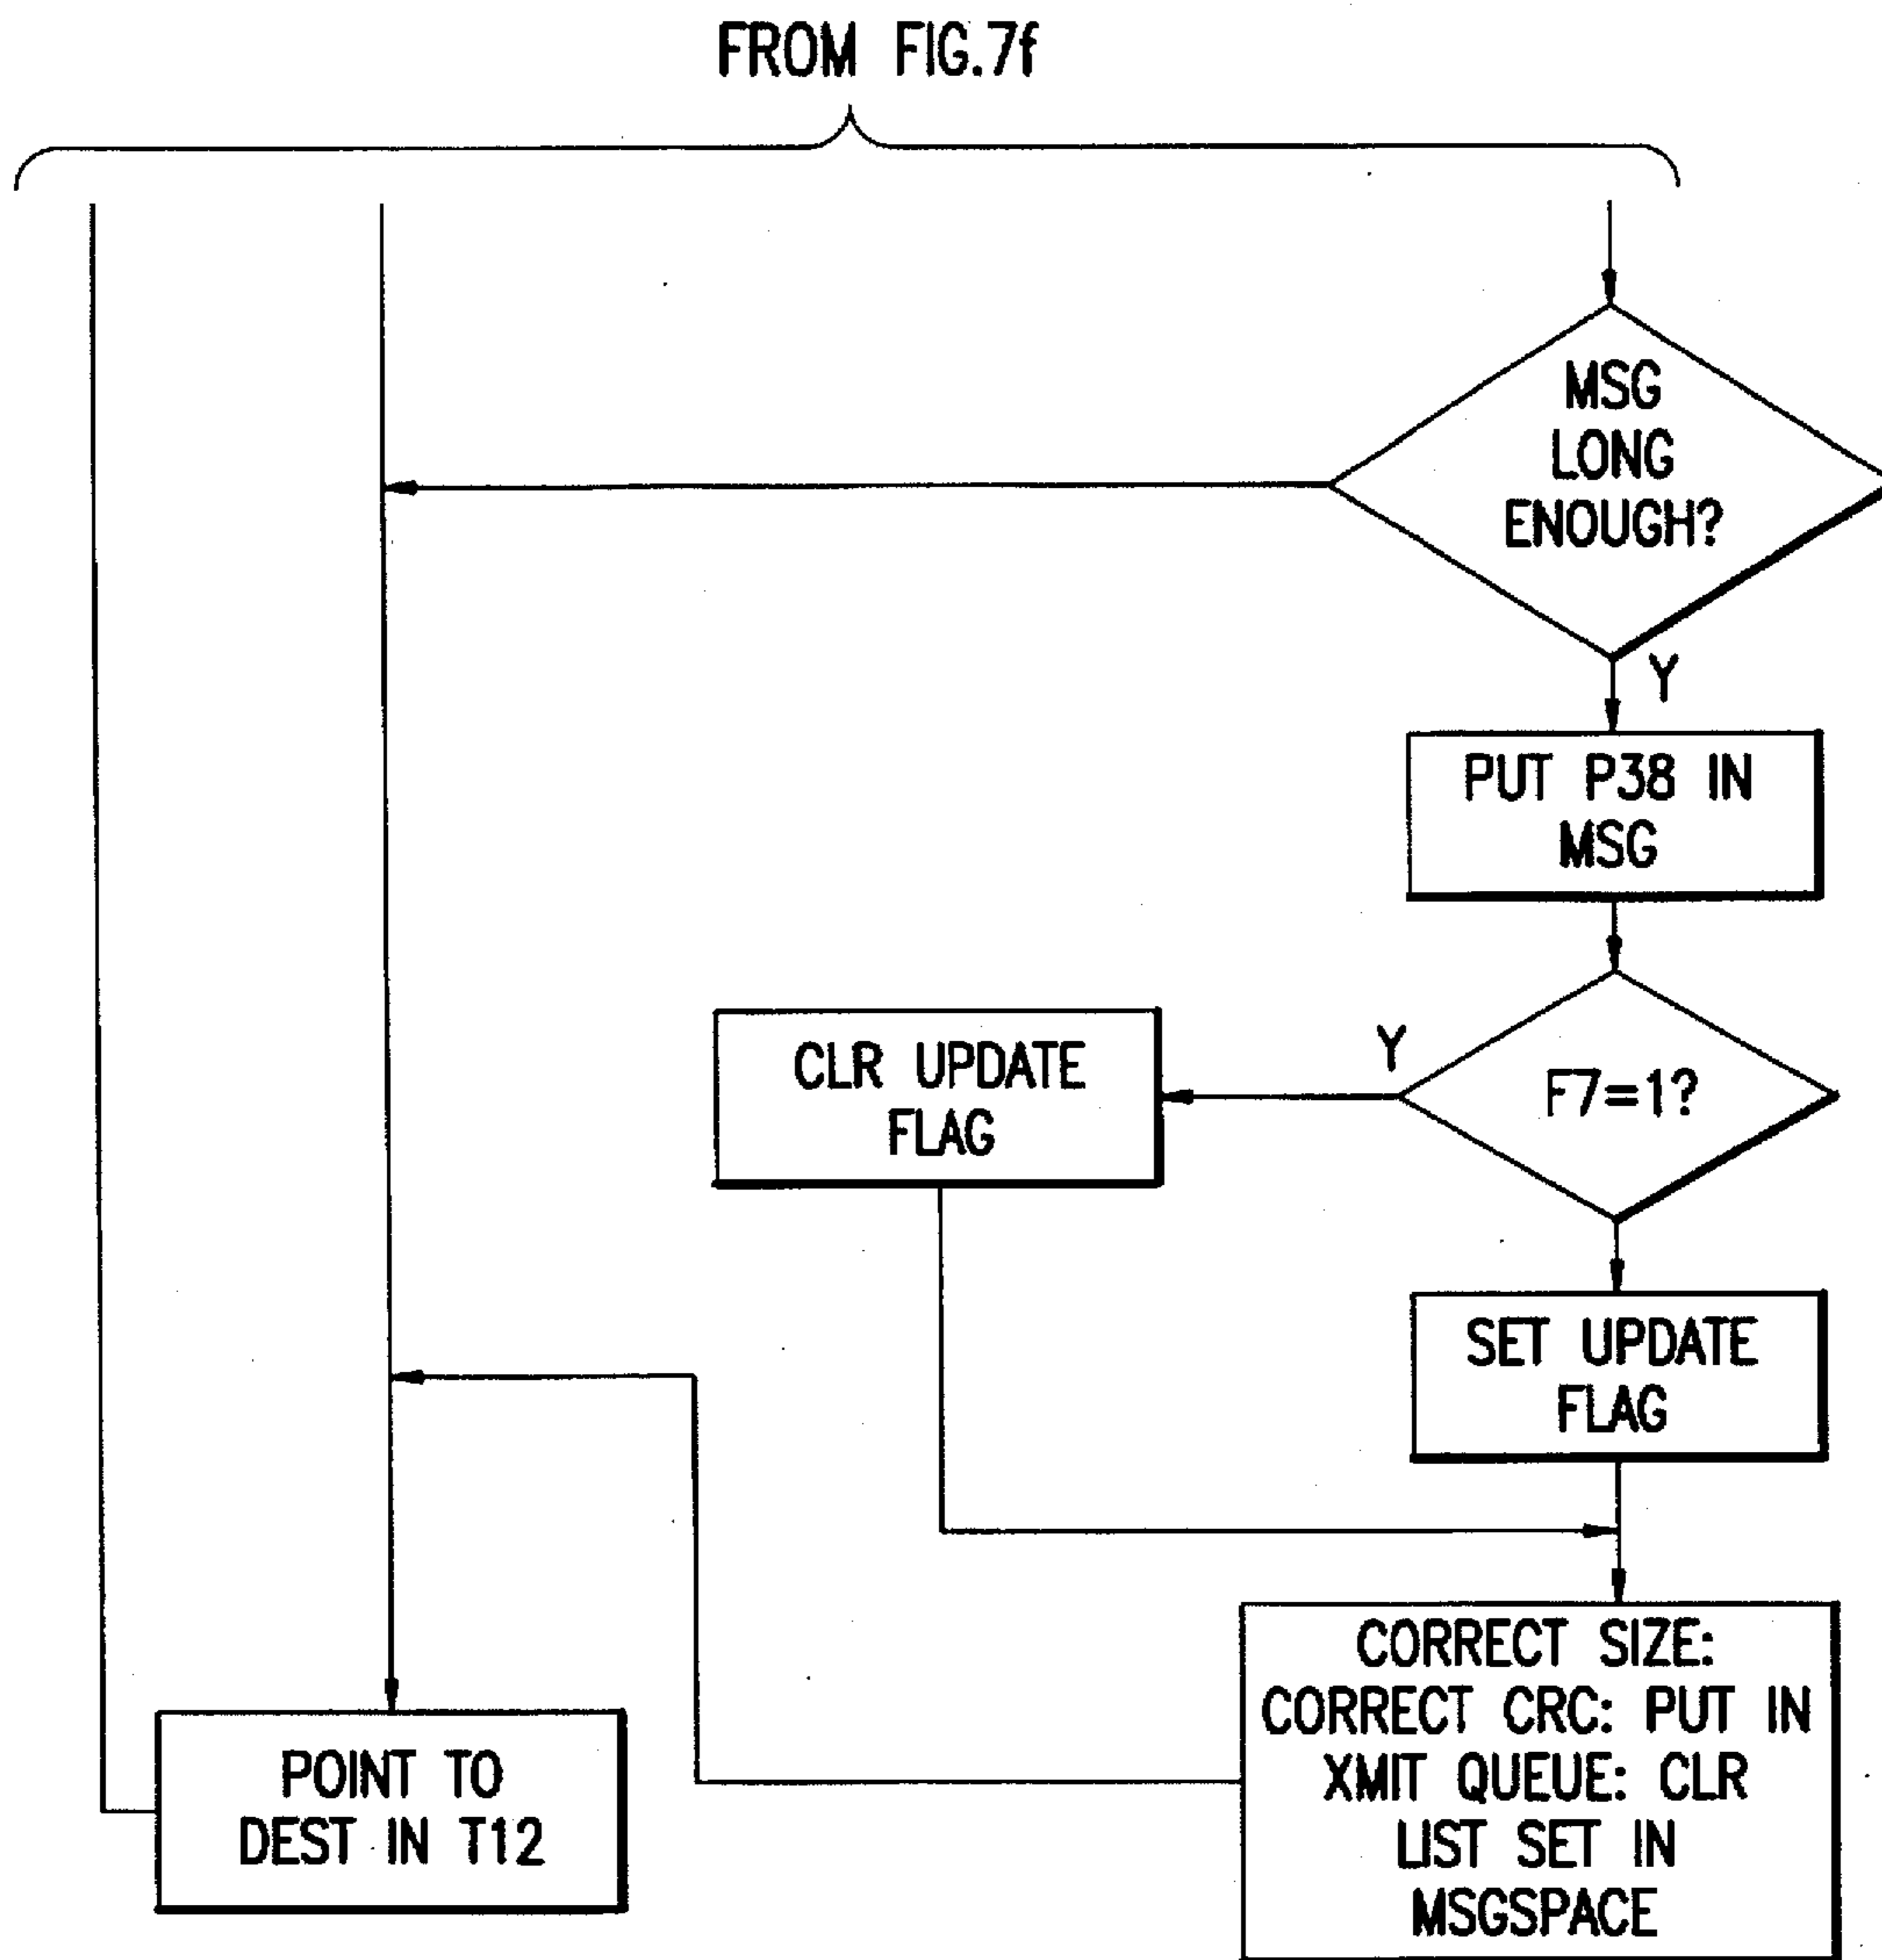 FROM FIG.7f
MSG
LONG
ENOUGH?
Y
PUT P38 IN
MSG
F7=1?
Y
CLR UPDATE
FLAG
SET UPDATE
FLAG
CORRECT SIZE:
CORRECT CRC: PUT IN
XMIT QUEUE: CLR
LIST SET IN
MSGSPACE
POINT TO
DEST IN T12